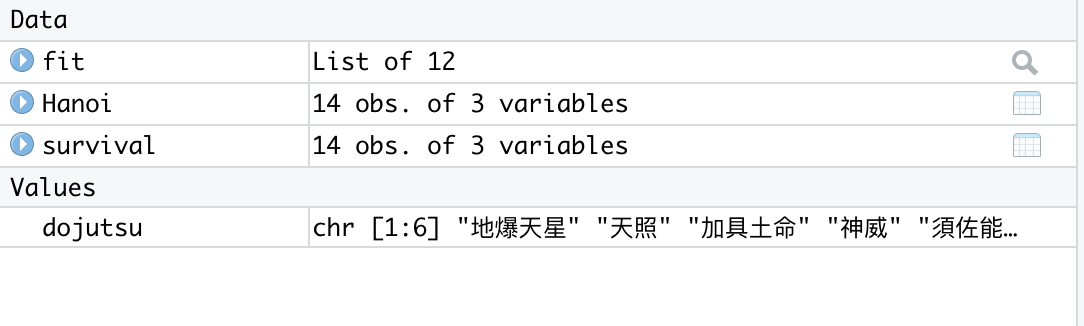 Data
fit List of 12
Hanoi 14 obs. of 3 variables
survival 14 obs. of 3 variables
Values
dojutsu chr [1:6] "地爆天星" "天照" "加具土命" "神威" "須佐能…